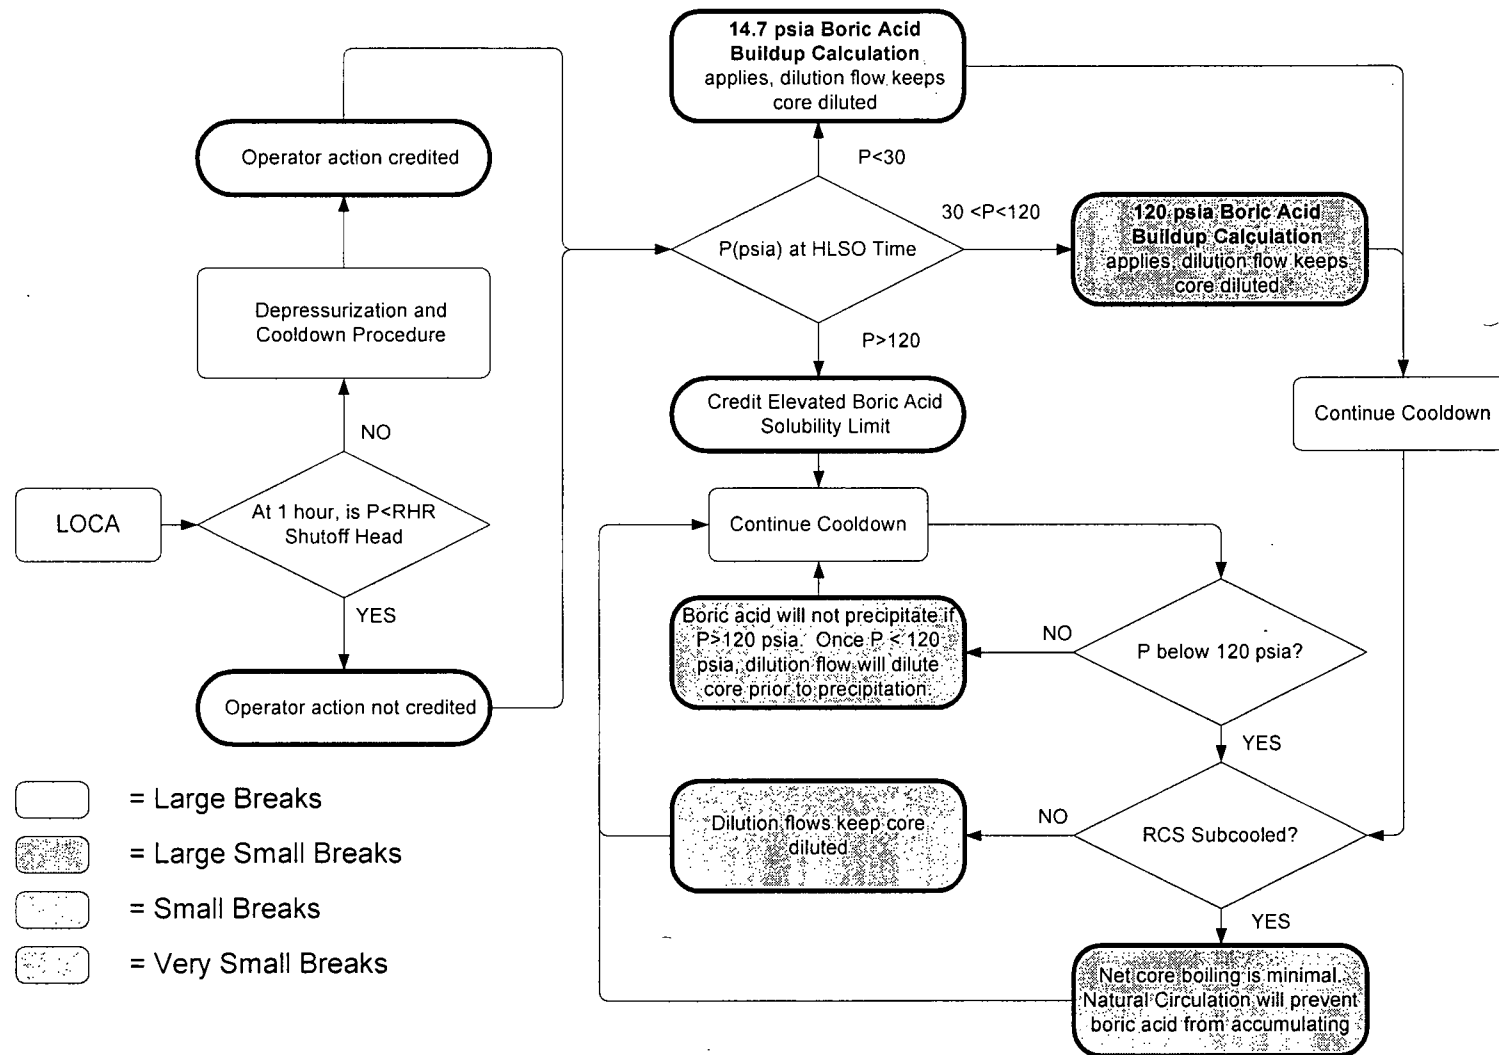 14.7 psia Boric Acid
Buildup Calculation
applies, dilution flow keeps
core diluted
Operator action credited
P<30
30 <P<120
120 psia Boric Acid
Buildup Calculation
applies, dilution flow keeps
core diluted
P(psia) at HLSO Time
Depressurization and
Cooldown Procedure
P>120
Credit Elevated Boric Acid
Solubility Limit
Continue Cooldown
NO
LOCA
At 1 hour, is P<RHR
Shutoff Head
Continue Cooldown
YES
Boric acid will not precipitate if
P>120 psia. Once P < 120
psia, dilution flow will dilute
core prior to precipitation.
NO
P below 120 psia?
Operator action not credited
YES
= Large Breaks
= Large Small Breaks
= Small Breaks
= Very Small Breaks
Dilution flows keep core
diluted
NO
RCS Subcooled?
YES
Net core boiling is minimal.
Natural Circulation will prevent
boric acid from accumulating